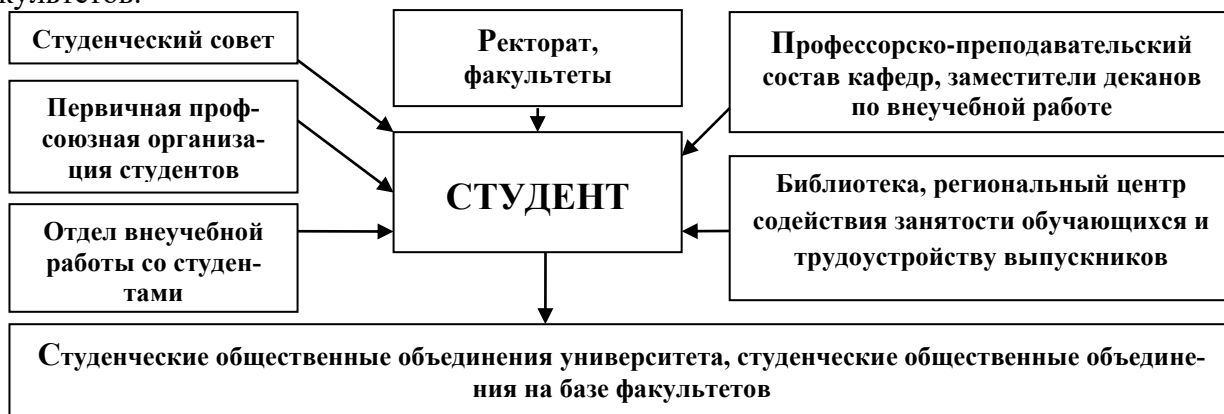 культетов.
Студенческий совет
Ректорат,
факультеты
Профессорско-преподавательский
состав кафедр, заместители деканов
по внеучебной работе
Первичная проф-
союзная организа-
ция студентов
СТУДЕНТ
Библиотека, региональный центр
содействия занятости обучающихся и
трудоустройству выпускников
Отдел внеучебной
работы со студен-
тами
Студенческие общественные объединения университета, студенческие общественные объедине-
ния на базе факультетов